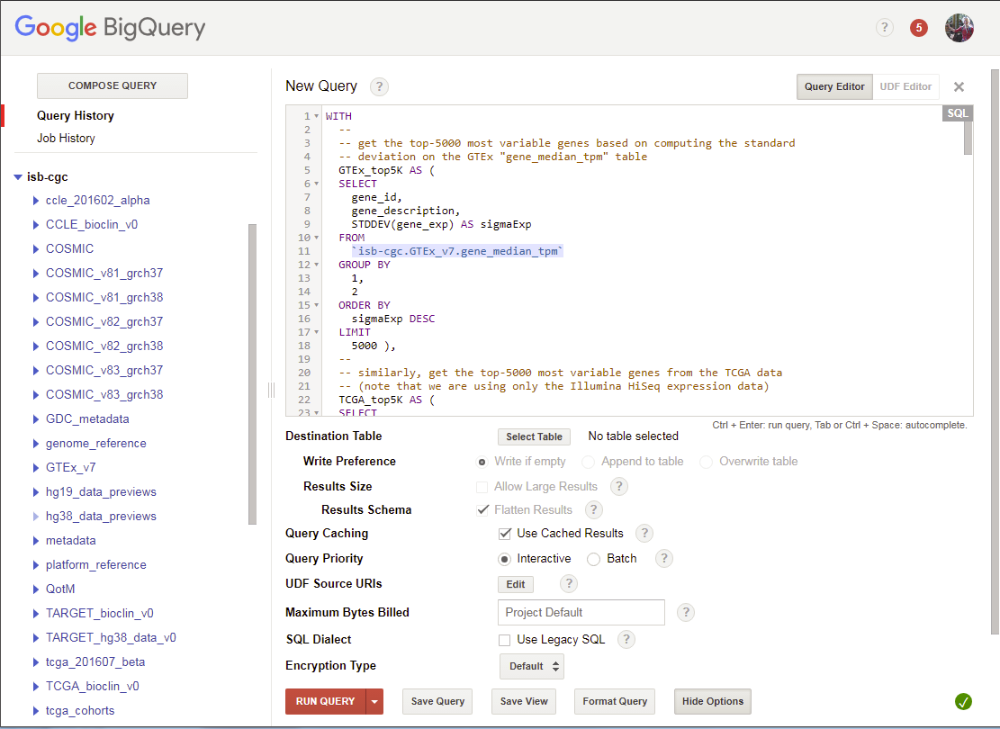 Google BigQuery
?
5
COMPOSE QUERY
Query History
Job History
isb-cgc
ccle_201602_alpha
CCLE_bioclin_v0
COSMIC
COSMIC_v81_grch37
COSMIC_v81_grch38
COSMIC_v82_grch37
COSMIC_v82_grch38
COSMIC_v83_grch37
COSMIC_v83_grch38
GDC_metadata
genome_reference
GTEx_v7
hg19_data_previews
hg38_data_previews
metadata
platform_reference
QotM
TARGET_bioclin_v0
TARGET_hg38_data_v0
tcga_201607_beta
TCGA_bioclin_v0
tcga_cohorts
New Query ?
Query Editor UDF Editor ×
SQL
1 WITH
2 --
3 -- get the top-5000 most variable genes based on computing the standard
4 -- deviation on the GTEx "gene_median_tpm" table
5 GTEx_top5K AS (
6 SELECT
7 gene_id,
8 gene_description,
9 STDDEV(gene_exp) AS sigmaExp
10 FROM
11 `isb-cgc.GTEx_v7.gene_median_tpm`
12 GROUP BY
13 1,
14 2
15 ORDER BY
16 sigmaExp DESC
17 LIMIT
18 5000 ),
19 --
20 -- similarly, get the top-5000 most variable genes from the TCGA data
21 -- (note that we are using only the Illumina HiSeq expression data)
22 TCGA_top5K AS (
23 SELECT
Ctrl + Enter: run query, Tab or Ctrl + Space: autocomplete.
Destination Table Select Table No table selected
Write Preference Write if empty Append to table Overwrite table
Results Size Allow Large Results ?
Results Schema Flatten Results ?
Query Caching Use Cached Results ?
Query Priority Interactive Batch ?
UDF Source URIs Edit ?
Maximum Bytes Billed Project Default ?
SQL Dialect Use Legacy SQL ?
Encryption Type Default
RUN QUERY Save Query Save View Format Query Hide Options